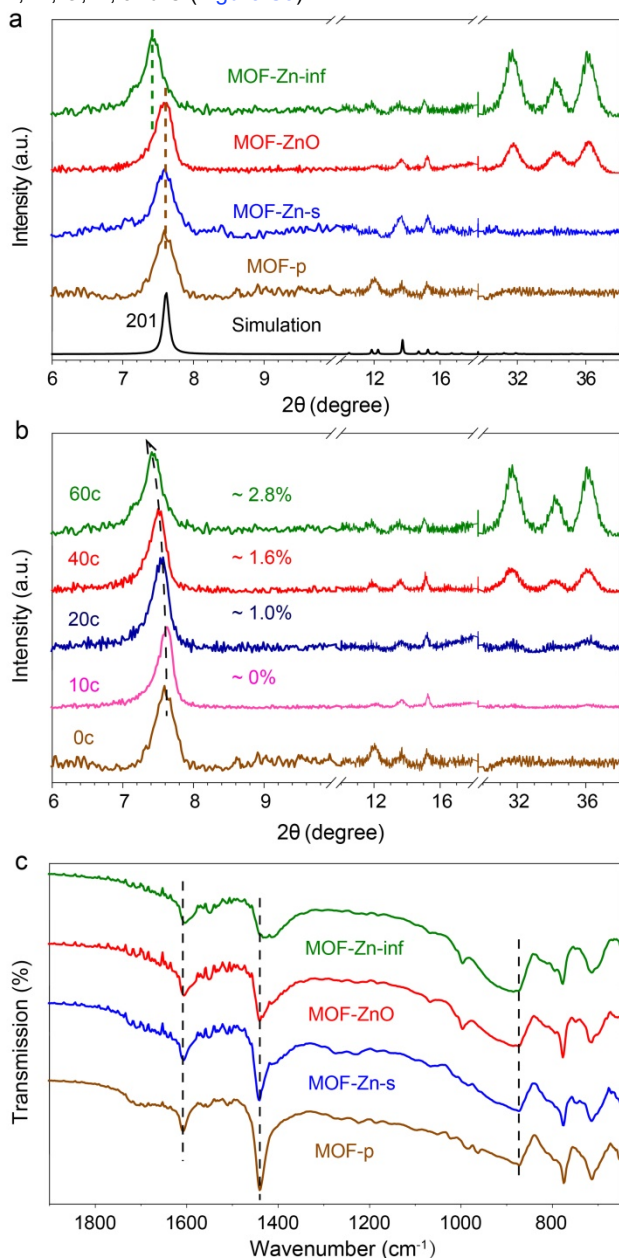 a
MOF-Zn-inf
MOF-ZnO
MOF-Zn-s
MOF-p
201
Simulation
Intensity (a.u.)
6 7 8 9 12 16 32 36
2θ (degree)
b
60c ~ 2.8%
40c ~ 1.6%
20c ~ 1.0%
10c ~ 0%
0c
Intensity (a.u.)
6 7 8 9 12 16 32 36
2θ (degree)
c
MOF-Zn-inf
MOF-ZnO
MOF-Zn-s
MOF-p
Transmission (%)
1800 1600 1400 1200 1000 800
Wavenumber (cm⁻¹)